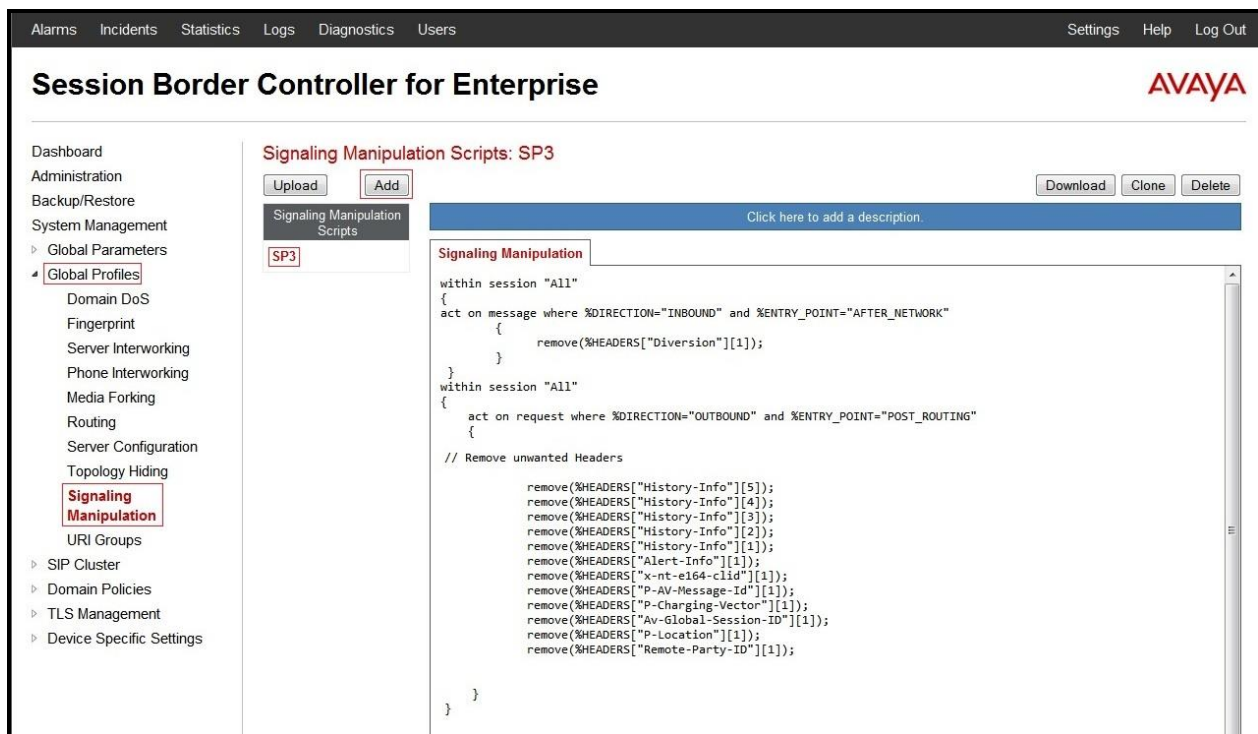 Alarms Incidents Statistics Logs Diagnostics Users Settings Help Log Out
Session Border Controller for Enterprise
AVAYA
Dashboard
Administration
Backup/Restore
System Management
Global Parameters
Global Profiles
Domain DoS
Fingerprint
Server Interworking
Phone Interworking
Media Forking
Routing
Server Configuration
Topology Hiding
Signaling
Manipulation
URI Groups
SIP Cluster
Domain Policies
TLS Management
Device Specific Settings
Signaling Manipulation Scripts: SP3
Upload Add Download Clone Delete
Signaling Manipulation
Scripts
SP3
Click here to add a description.
Signaling Manipulation
within session "All"
{
act on message where %DIRECTION="INBOUND" and %ENTRY_POINT="AFTER_NETWORK"
{
remove(%HEADERS["Diversion"][1]);
}
}
within session "All"
{
act on request where %DIRECTION="OUTBOUND" and %ENTRY_POINT="POST_ROUTING"
{
// Remove unwanted Headers
remove(%HEADERS["History-Info"][5]);
remove(%HEADERS["History-Info"][4]);
remove(%HEADERS["History-Info"][3]);
remove(%HEADERS["History-Info"][2]);
remove(%HEADERS["History-Info"][1]);
remove(%HEADERS["Alert-Info"][1]);
remove(%HEADERS["x-nt-e164-clid"][1]);
remove(%HEADERS["P-AV-Message-Id"][1]);
remove(%HEADERS["P-Charging-Vector"][1]);
remove(%HEADERS["Av-Global-Session-ID"][1]);
remove(%HEADERS["P-Location"][1]);
remove(%HEADERS["Remote-Party-ID"][1]);
}
}